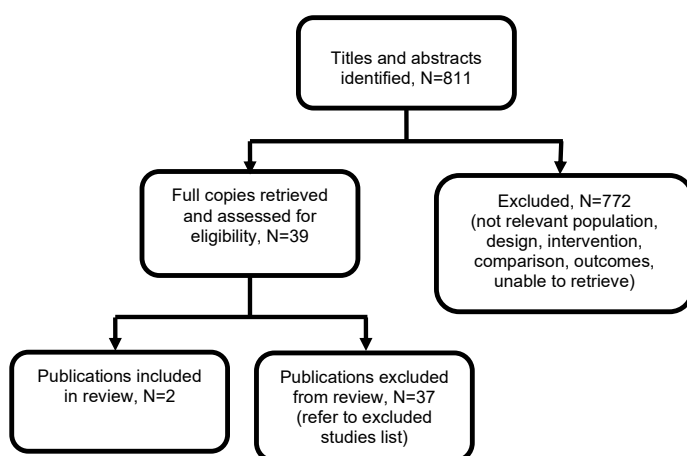 Titles and abstracts
identified, N=811
Full copies retrieved
and assessed for
eligibility, N=39
Excluded, N=772
(not relevant population,
design, intervention,
comparison, outcomes,
unable to retrieve)
Publications included
in review, N=2
Publications excluded
from review, N=37
(refer to excluded
studies list)